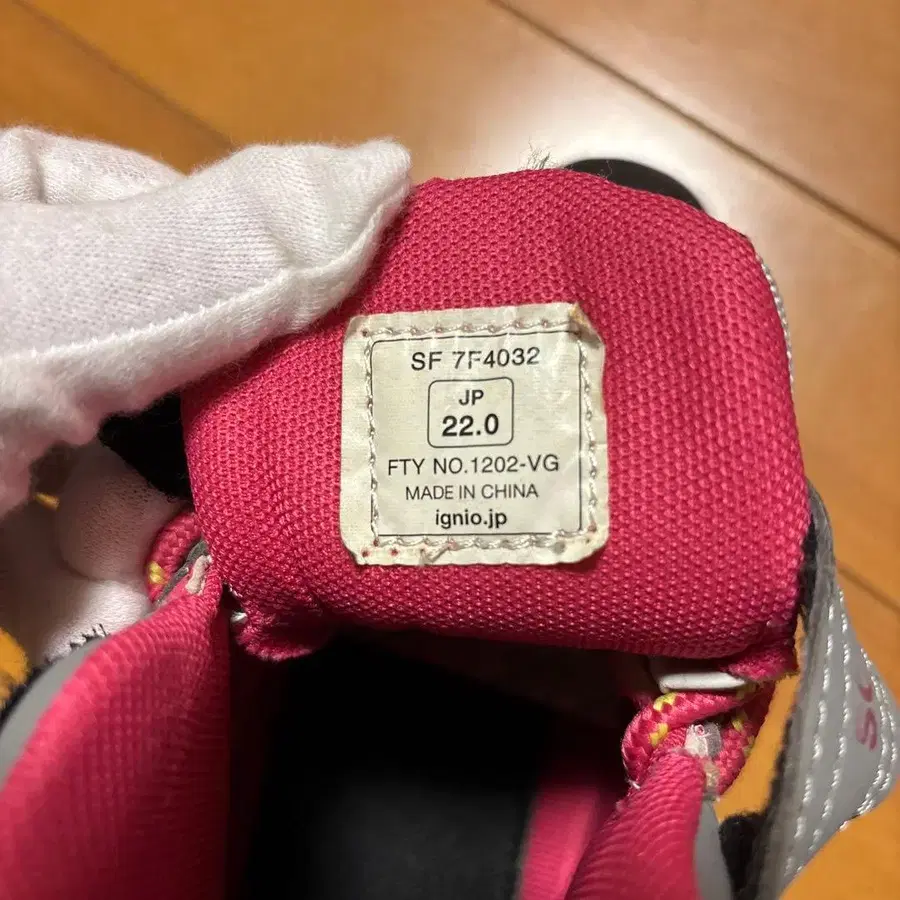 SF 7F4032
JP
22.0
FTY NO.1202-VG
MADE IN CHINA
ignio.jp